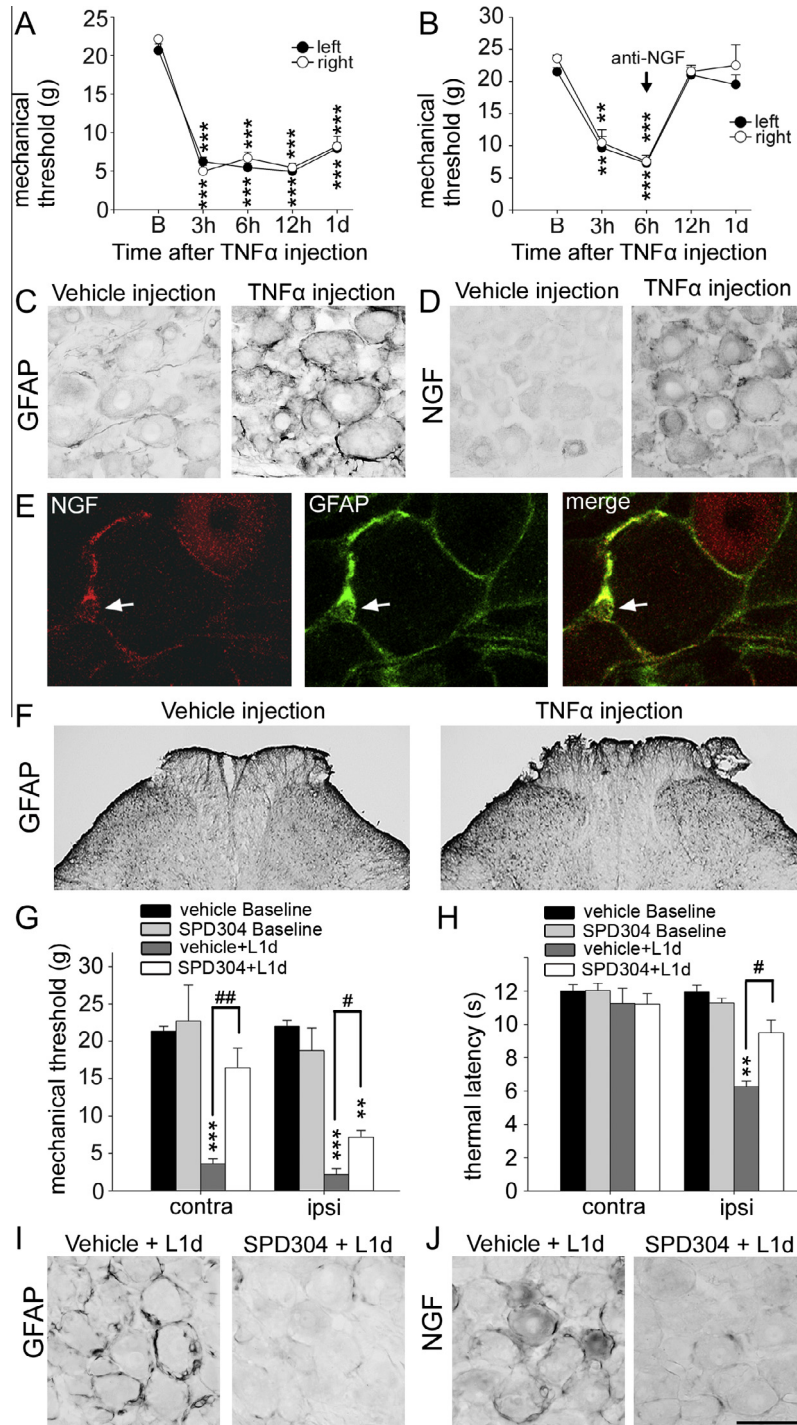 A
B
25
20
15
10
5
0
mechanical
threshold (g)
left
right
***
***
***
***
***
***
***
***
B 3h 6h 12h 1d
Time after TNFα injection
30
25
20
15
10
5
0
mechanical
threshold (g)
anti-NGF
left
right
**
***
**
***
B 3h 6h 12h 1d
Time after TNFα injection
C
Vehicle injection
TNFα injection
GFAP
D
Vehicle injection
TNFα injection
NGF
E
NGF
GFAP
merge
F
Vehicle injection
TNFα injection
GFAP
G
vehicle Baseline
SPD304 Baseline
vehicle+L1d
SPD304+L1d
30
25
20
15
10
5
0
mechanical threshold (g)
##
#
***
***
**
contra
ipsi
H
vehicle Baseline
SPD304 Baseline
vehicle+L1d
SPD304+L1d
12
10
8
6
4
2
0
thermal latency (s)
#
**
contra
ipsi
I
Vehicle + L1d
SPD304 + L1d
GFAP
J
Vehicle + L1d
SPD304 + L1d
NGF